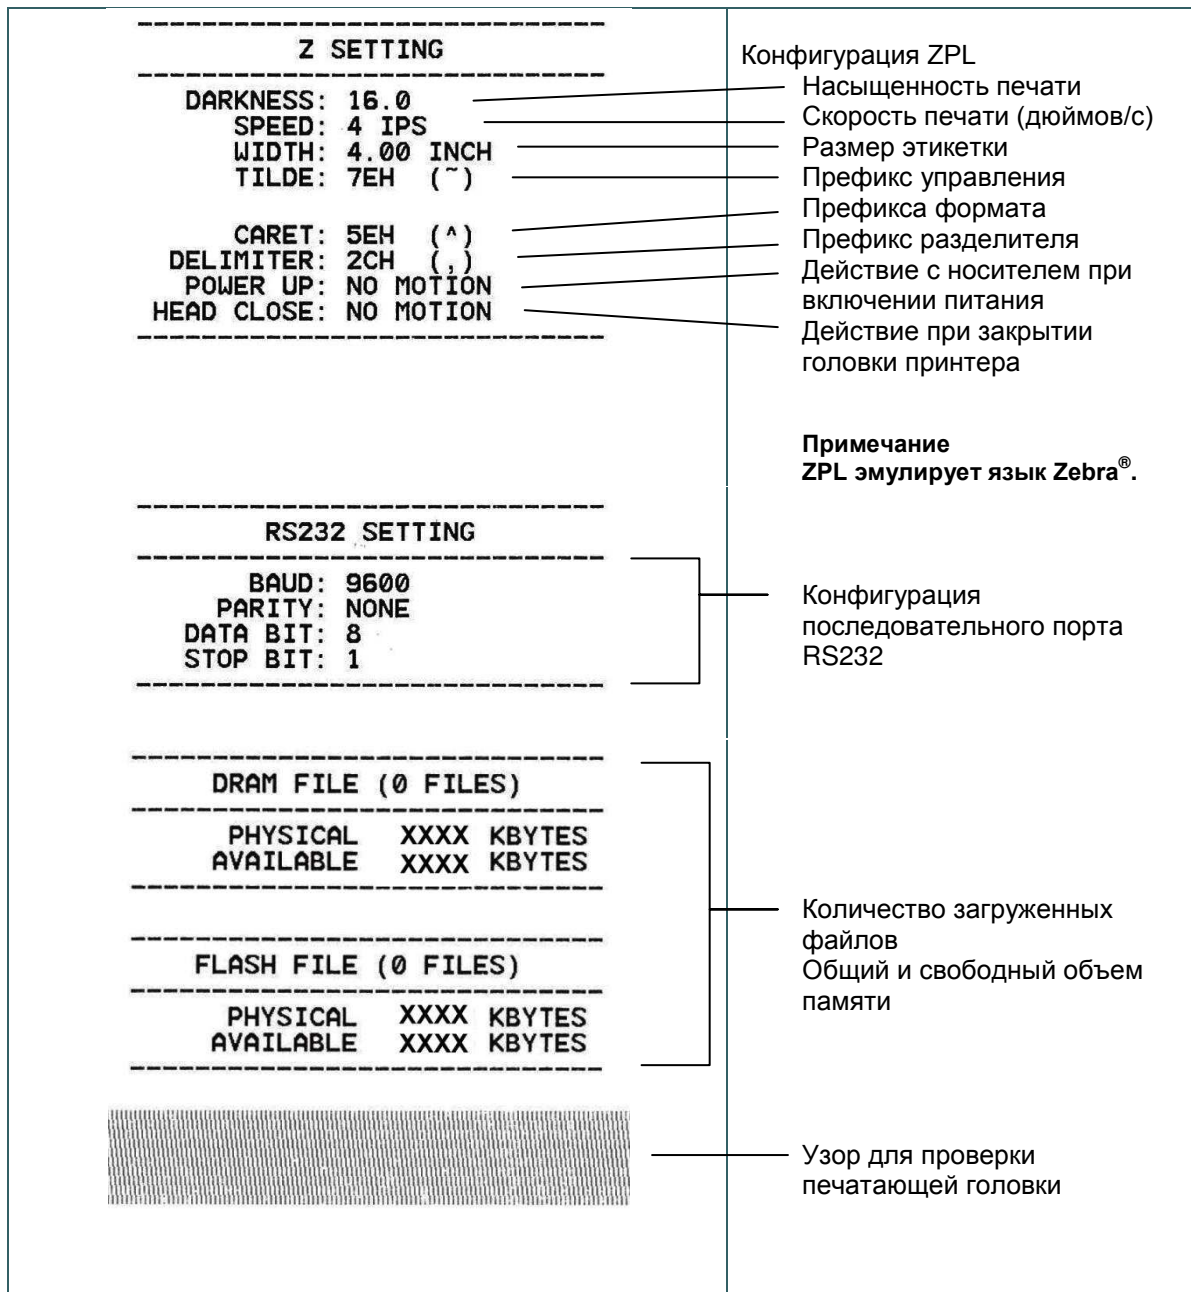 Z SETTING
DARKNESS: 16.0
SPEED: 4 IPS
WIDTH: 4.00 INCH
TILDE: 7EH (~)
CARET: 5EH (^)
DELIMITER: 2CH (,)
POWER UP: NO MOTION
HEAD CLOSE: NO MOTION
Конфигурация ZPL
Насыщенность печати
Скорость печати (дюймов/с)
Размер этикетки
Префикс управления
Префикса формата
Префикс разделителя
Действие с носителем при
включении питания
Действие при закрытии
головки принтера
Примечание
ZPL эмулирует язык Zebra®.
RS232 SETTING
BAUD: 9600
PARITY: NONE
DATA BIT: 8
STOP BIT: 1
Конфигурация
последовательного порта
RS232
DRAM FILE (0 FILES)
PHYSICAL XXXX KBYTES
AVAILABLE XXXX KBYTES
FLASH FILE (0 FILES)
PHYSICAL XXXX KBYTES
AVAILABLE XXXX KBYTES
Количество загруженных
файлов
Общий и свободный объем
памяти
Узор для проверки
печатающей головки